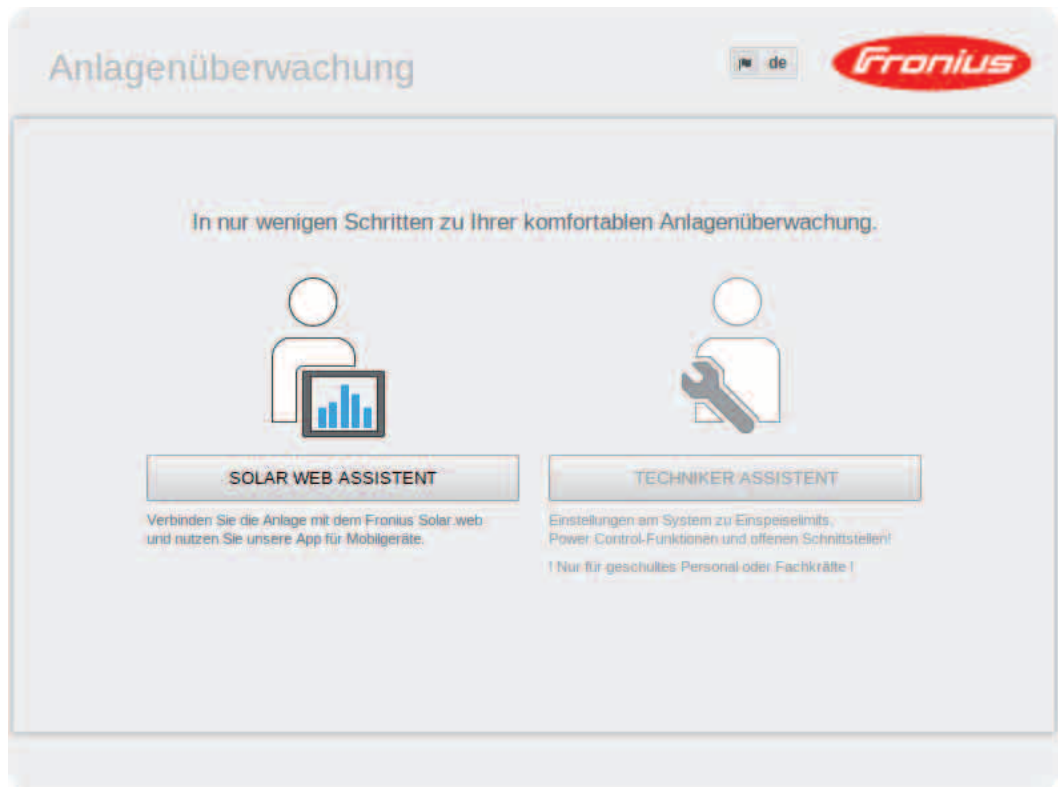 Anlagenüberwachung
de
Fronius
In nur wenigen Schritten zu Ihrer komfortablen Anlagenüberwachung.
SOLAR WEB ASSISTENT
Verbinden Sie die Anlage mit dem Fronius Solar.web
und nutzen Sie unsere App für Mobilgeräte.
TECHNIKER ASSISTENT
Einstellungen am System zu Einspeiselimits,
Power Control-Funktionen und offenen Schnittstellen!
! Nur für geschultes Personal oder Fachkräfte !